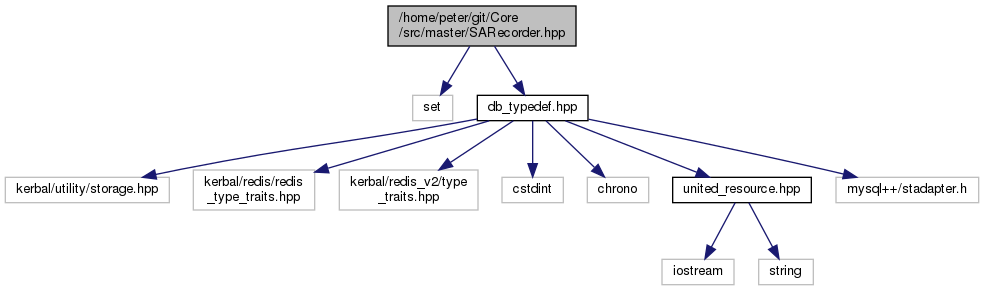 /home/peter/git/Core
/src/master/SARecorder.hpp
set
db_typedef.hpp
kerbal/utility/storage.hpp
kerbal/redis/redis
_type_traits.hpp
kerbal/redis_v2/type
_traits.hpp
cstdint
chrono
united_resource.hpp
mysql++/stadapter.h
iostream
string